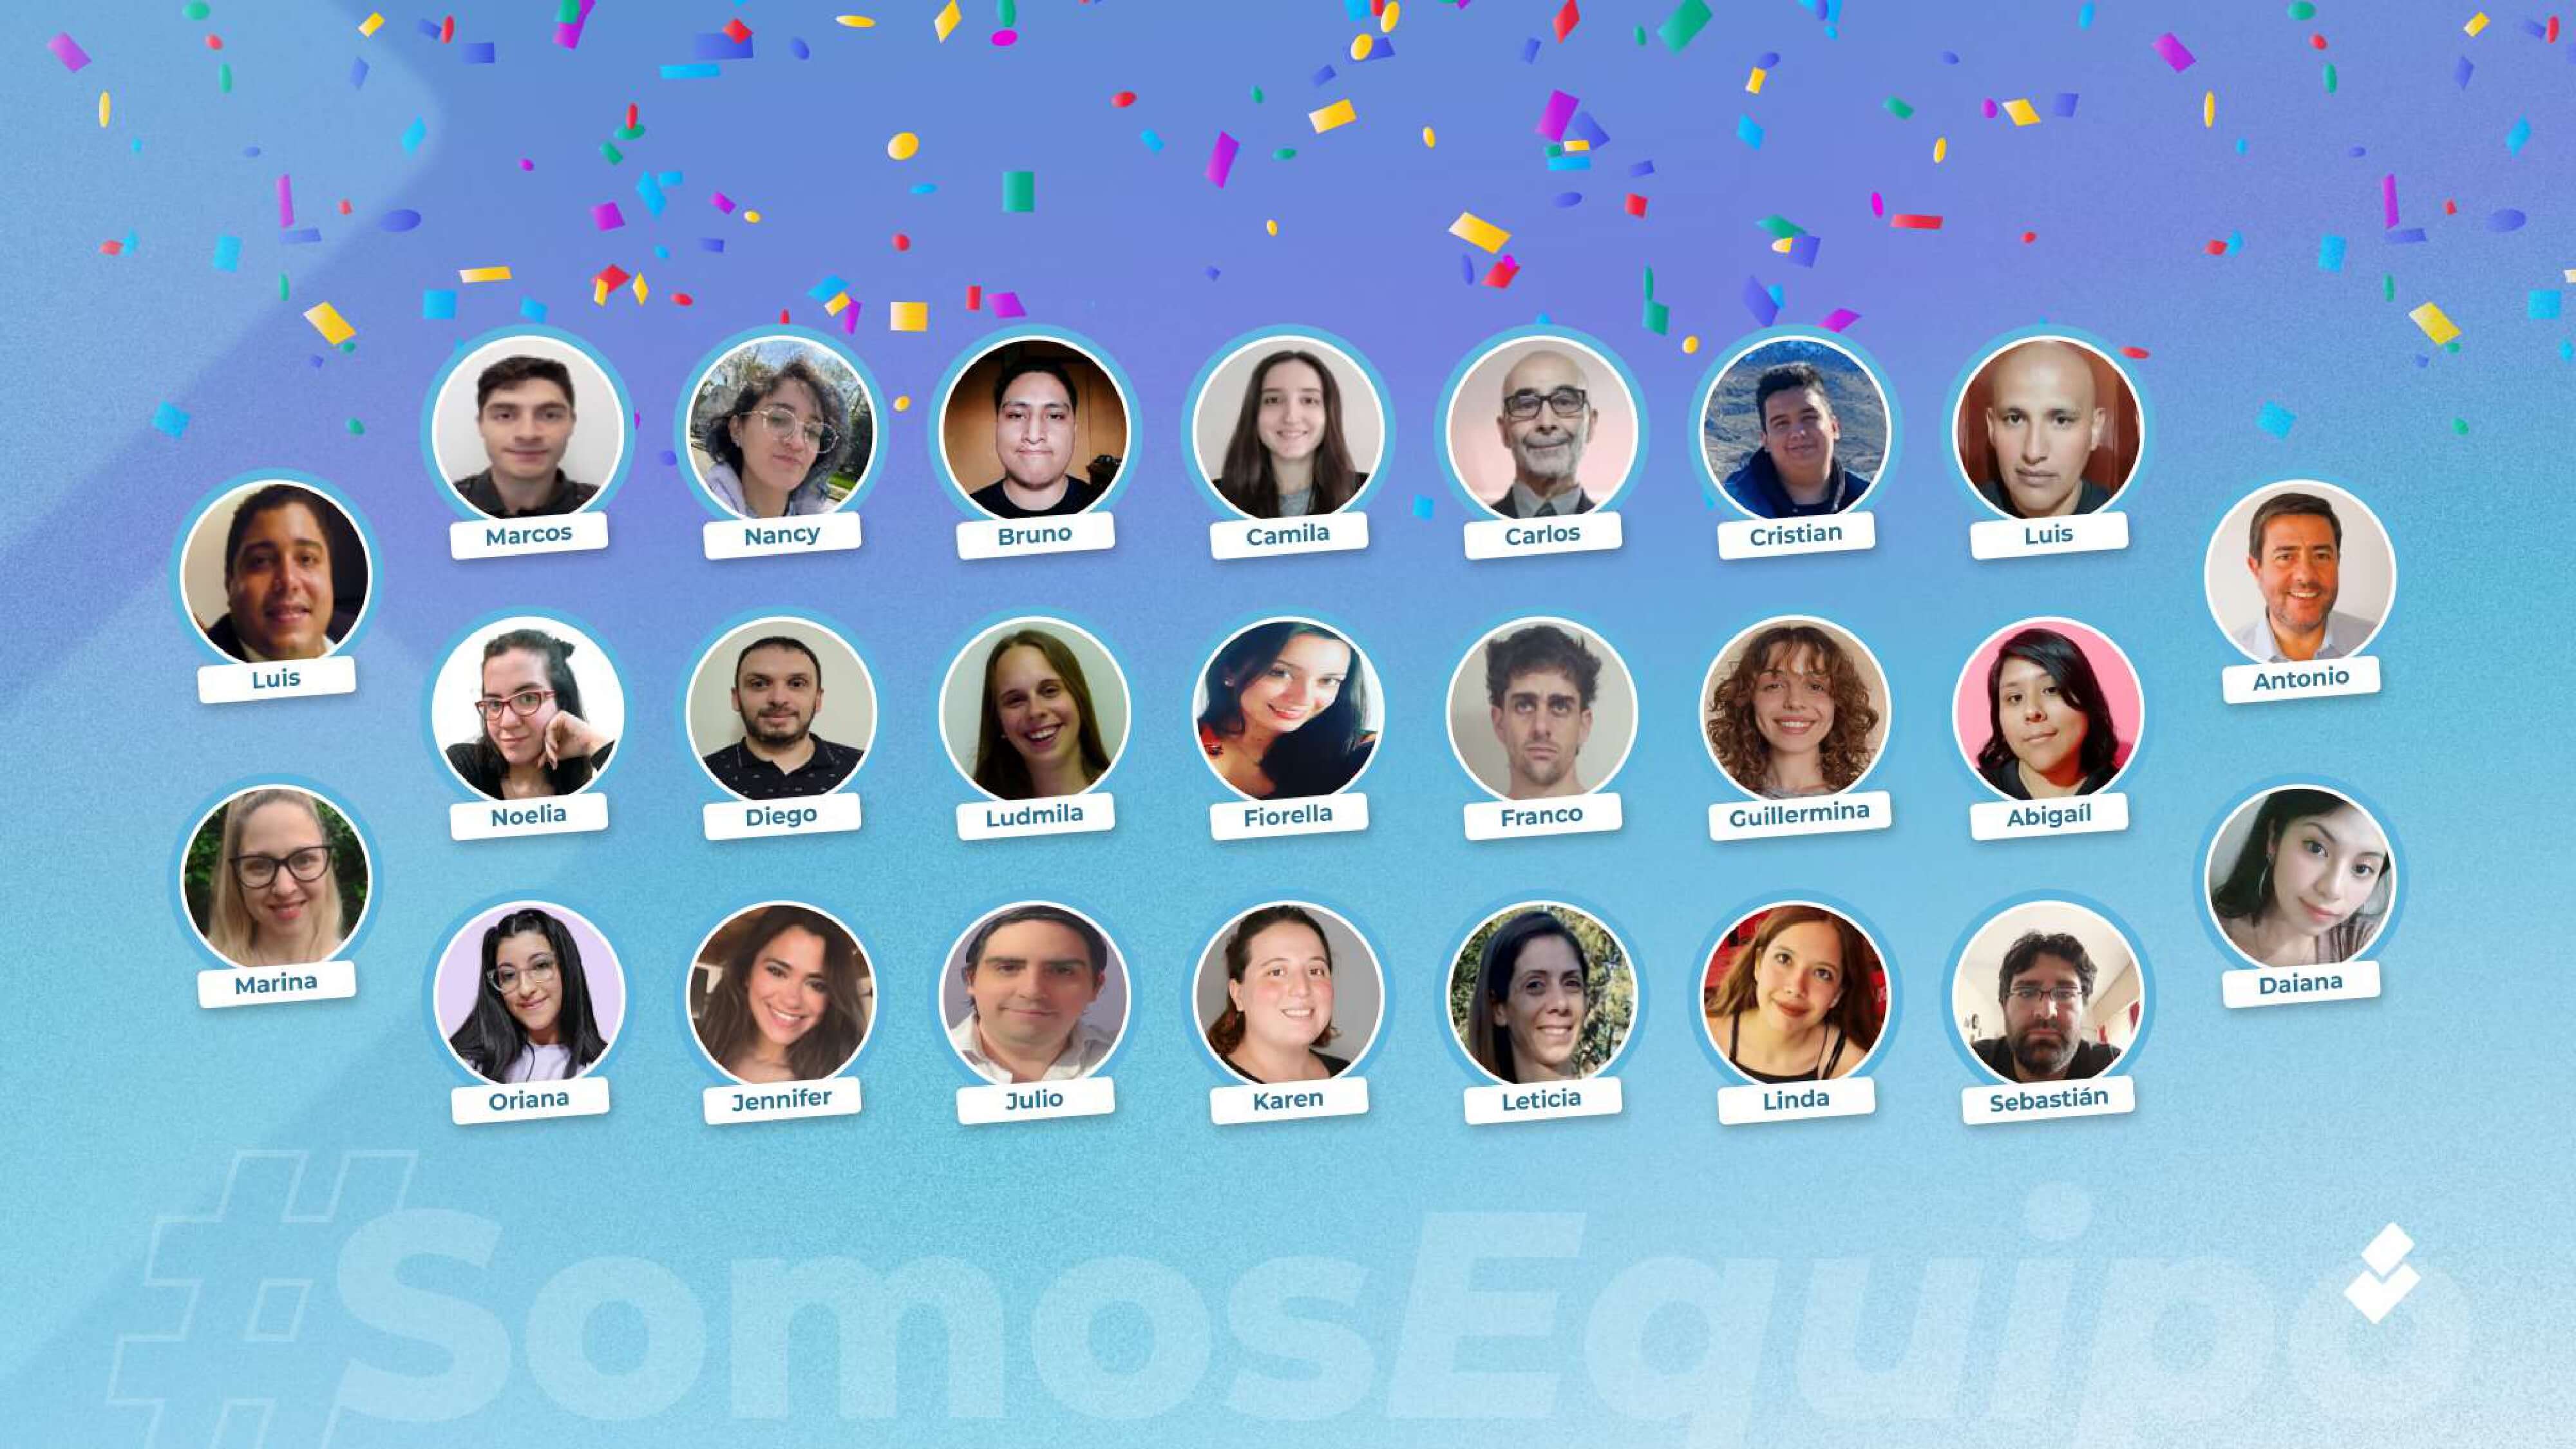 Marcos
Nancy
Bruno
Camila
Carlos
Cristian
Luis
Luis
Antonio
Noelia
Diego
Ludmila
Fiorella
Franco
Guillermina
Abigaíl
Marina
Daiana
Oriana
Jennifer
Julio
Karen
Leticia
Linda
Sebastián
#SomosEquipo